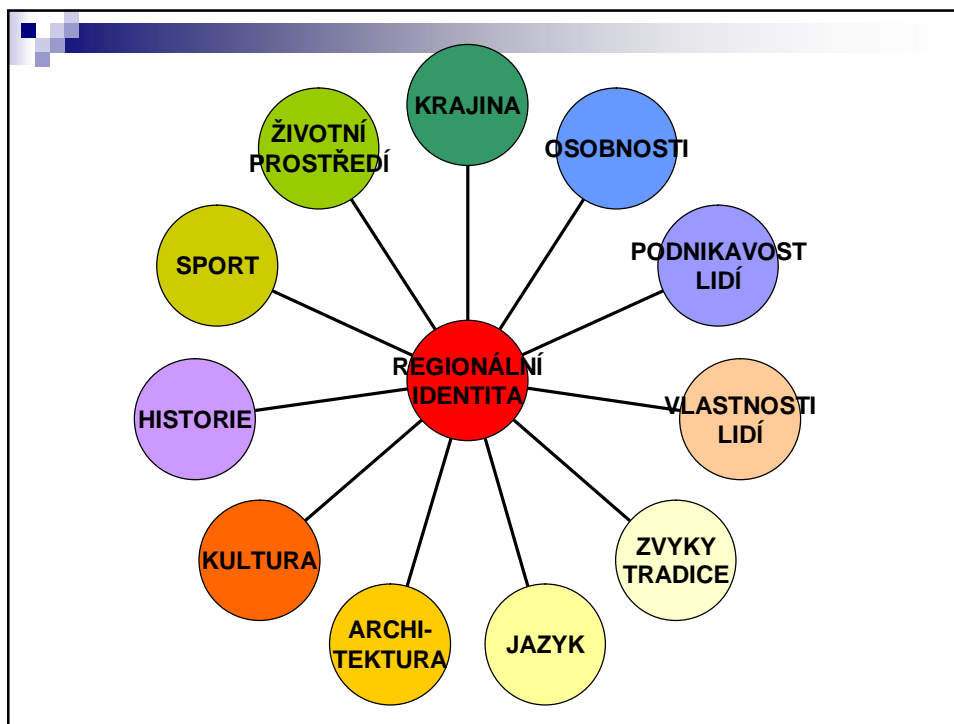 KRAJINA
OSOBNOSTI
PODNIKAVOST
LIDÍ
VLASTNOSTI
LIDÍ
ZVYKY
TRADICE
JAZYK
ARCHI-
TEKTURA
KULTURA
HISTORIE
SPORT
ŽIVOTNÍ
PROSTŘEDÍ
REGIONÁLNÍ
IDENTITA